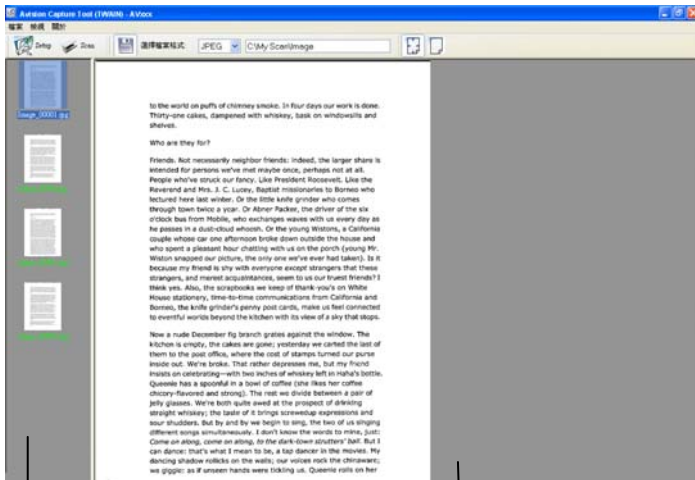 Avision Capture Tool (TWAIN) - AVxxx
檔案 檢視 關於
Setup Scan 選擇檔案格式 JPEG C:\My Scan\Image
Image_00001.jpg
to the world on puffs of chimney smoke. In four days our work is done.
Thirty-one cakes, dampened with whiskey, bask on windowsills and
shelves.
Who are they for?
Friends. Not necessarily neighbor friends: indeed, the larger share is
intended for persons we've met maybe once, perhaps not at all.
People who've struck our fancy. Like President Roosevelt. Like the
Reverend and Mrs. J. C. Lucey, Baptist missionaries to Borneo who
lectured here last winter. Or the little knife grinder who comes
through town twice a year. Or Abner Packer, the driver of the six
o'clock bus from Mobile, who exchanges waves with us every day as
he passes in a dust-cloud whoosh. Or the young Wistons, a California
couple whose car one afternoon broke down outside the house and
who spent a pleasant hour chatting with us on the porch (young Mr.
Wiston snapped our picture, the only one we've ever had taken). Is it
because my friend is shy with everyone except strangers that these
strangers, and merest acquaintances, seem to us our truest friends? I
think yes. Also, the scrapbooks we keep of thank-you's on White
House stationery, time-to-time communications from California and
Borneo, the knife grinder's penny post cards, make us feel connected
to eventful worlds beyond the kitchen with its view of a sky that stops.
Now a nude December fig branch grates against the window. The
kitchen is empty, the cakes are gone; yesterday we carted the last of
them to the post office, where the cost of stamps turned our purse
inside out. We're broke. That rather depresses me, but my friend
insists on celebrating—with two inches of whiskey left in Haha's bottle.
Queenie has a spoonful in a bowl of coffee (she likes her coffee
chicory-flavored and strong). The rest we divide between a pair of
jelly glasses. We're both quite awed at the prospect of drinking
straight whiskey; the taste of it brings screwedup expressions and
sour shudders. But by and by we begin to sing, the two of us singing
different songs simultaneously. I don't know the words to mine, just:
Come on along, come on along, to the dark-town strutters' ball. But I
can dance: that's what I mean to be, a tap dancer in the movies. My
dancing shadow rollicks on the walls; our voices rock the chinaware;
we giggle: as if unseen hands were tickling us. Queenie rolls on her